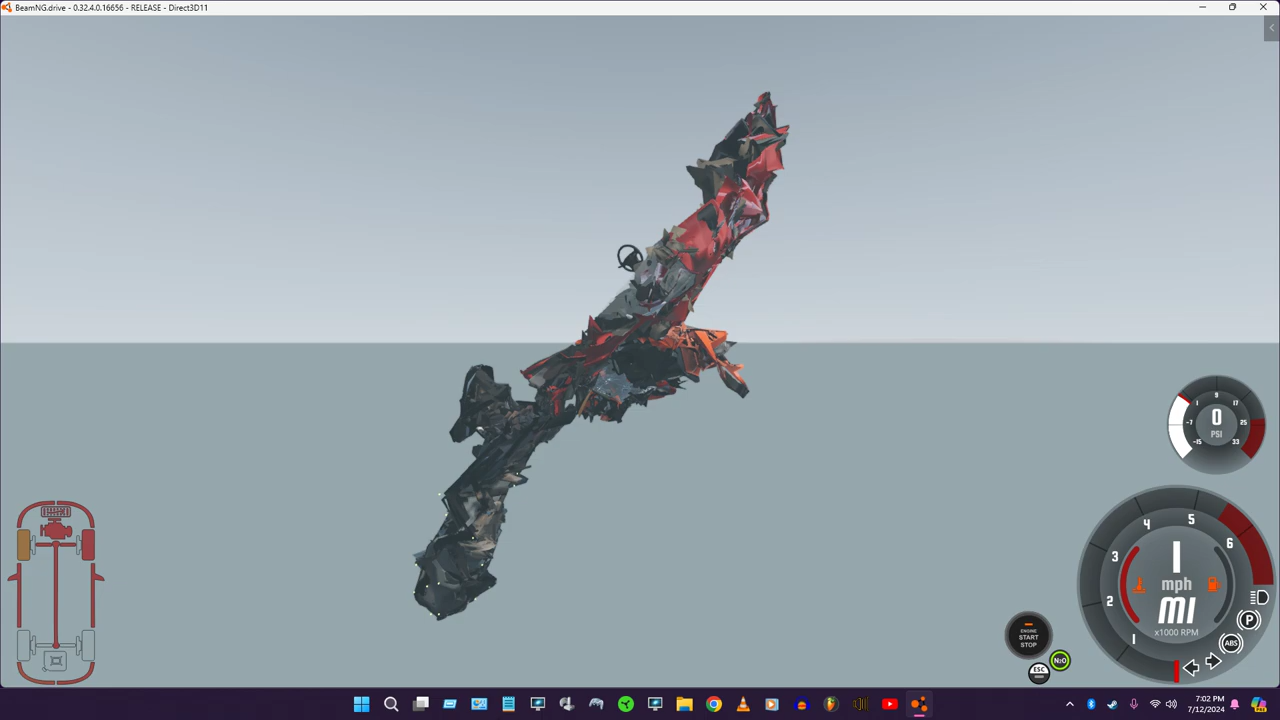 BeamNG.drive - 0.32.4.0.16656 - RELEASE - Direct3D11
-15
-7
1
9
17
25
33
0
PSI
1
2
3
4
5
6
1
mph
M1
x1000 RPM
ENGINE
START
STOP
ESC
N2O
P
ABS
7:02 PM
7/12/2024